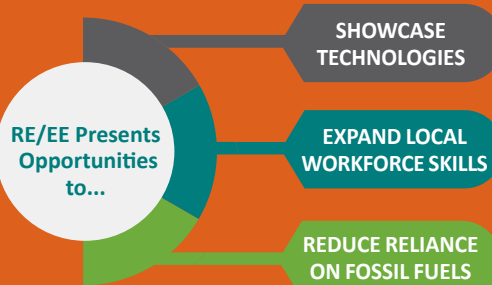 RE/EE Presents
Opportunities
to...
SHOWCASE
TECHNOLOGIES
EXPAND LOCAL
WORKFORCE SKILLS
REDUCE RELIANCE
ON FOSSIL FUELS